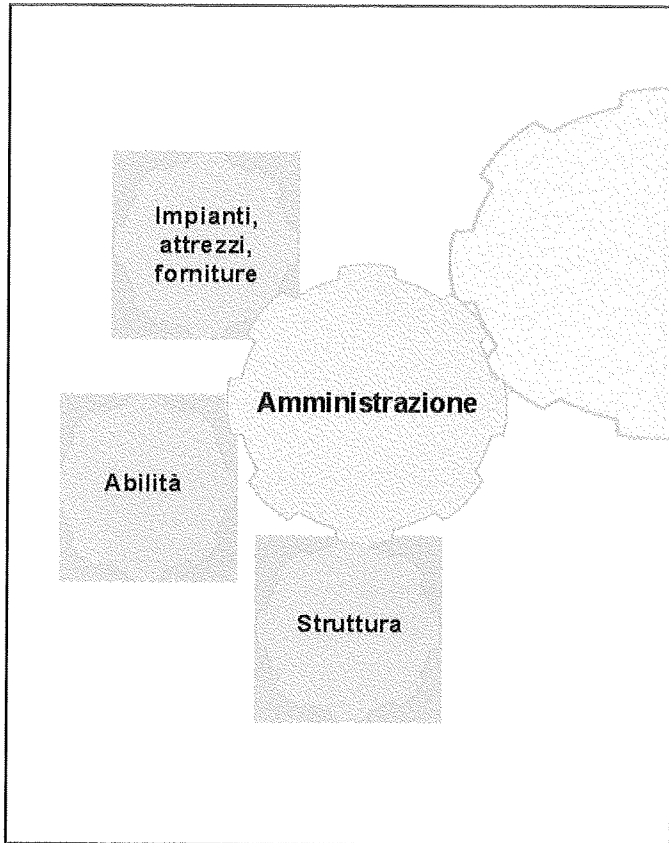 Impianti,
attrezzi,
forniture
Amministrazione
Abilità
Struttura